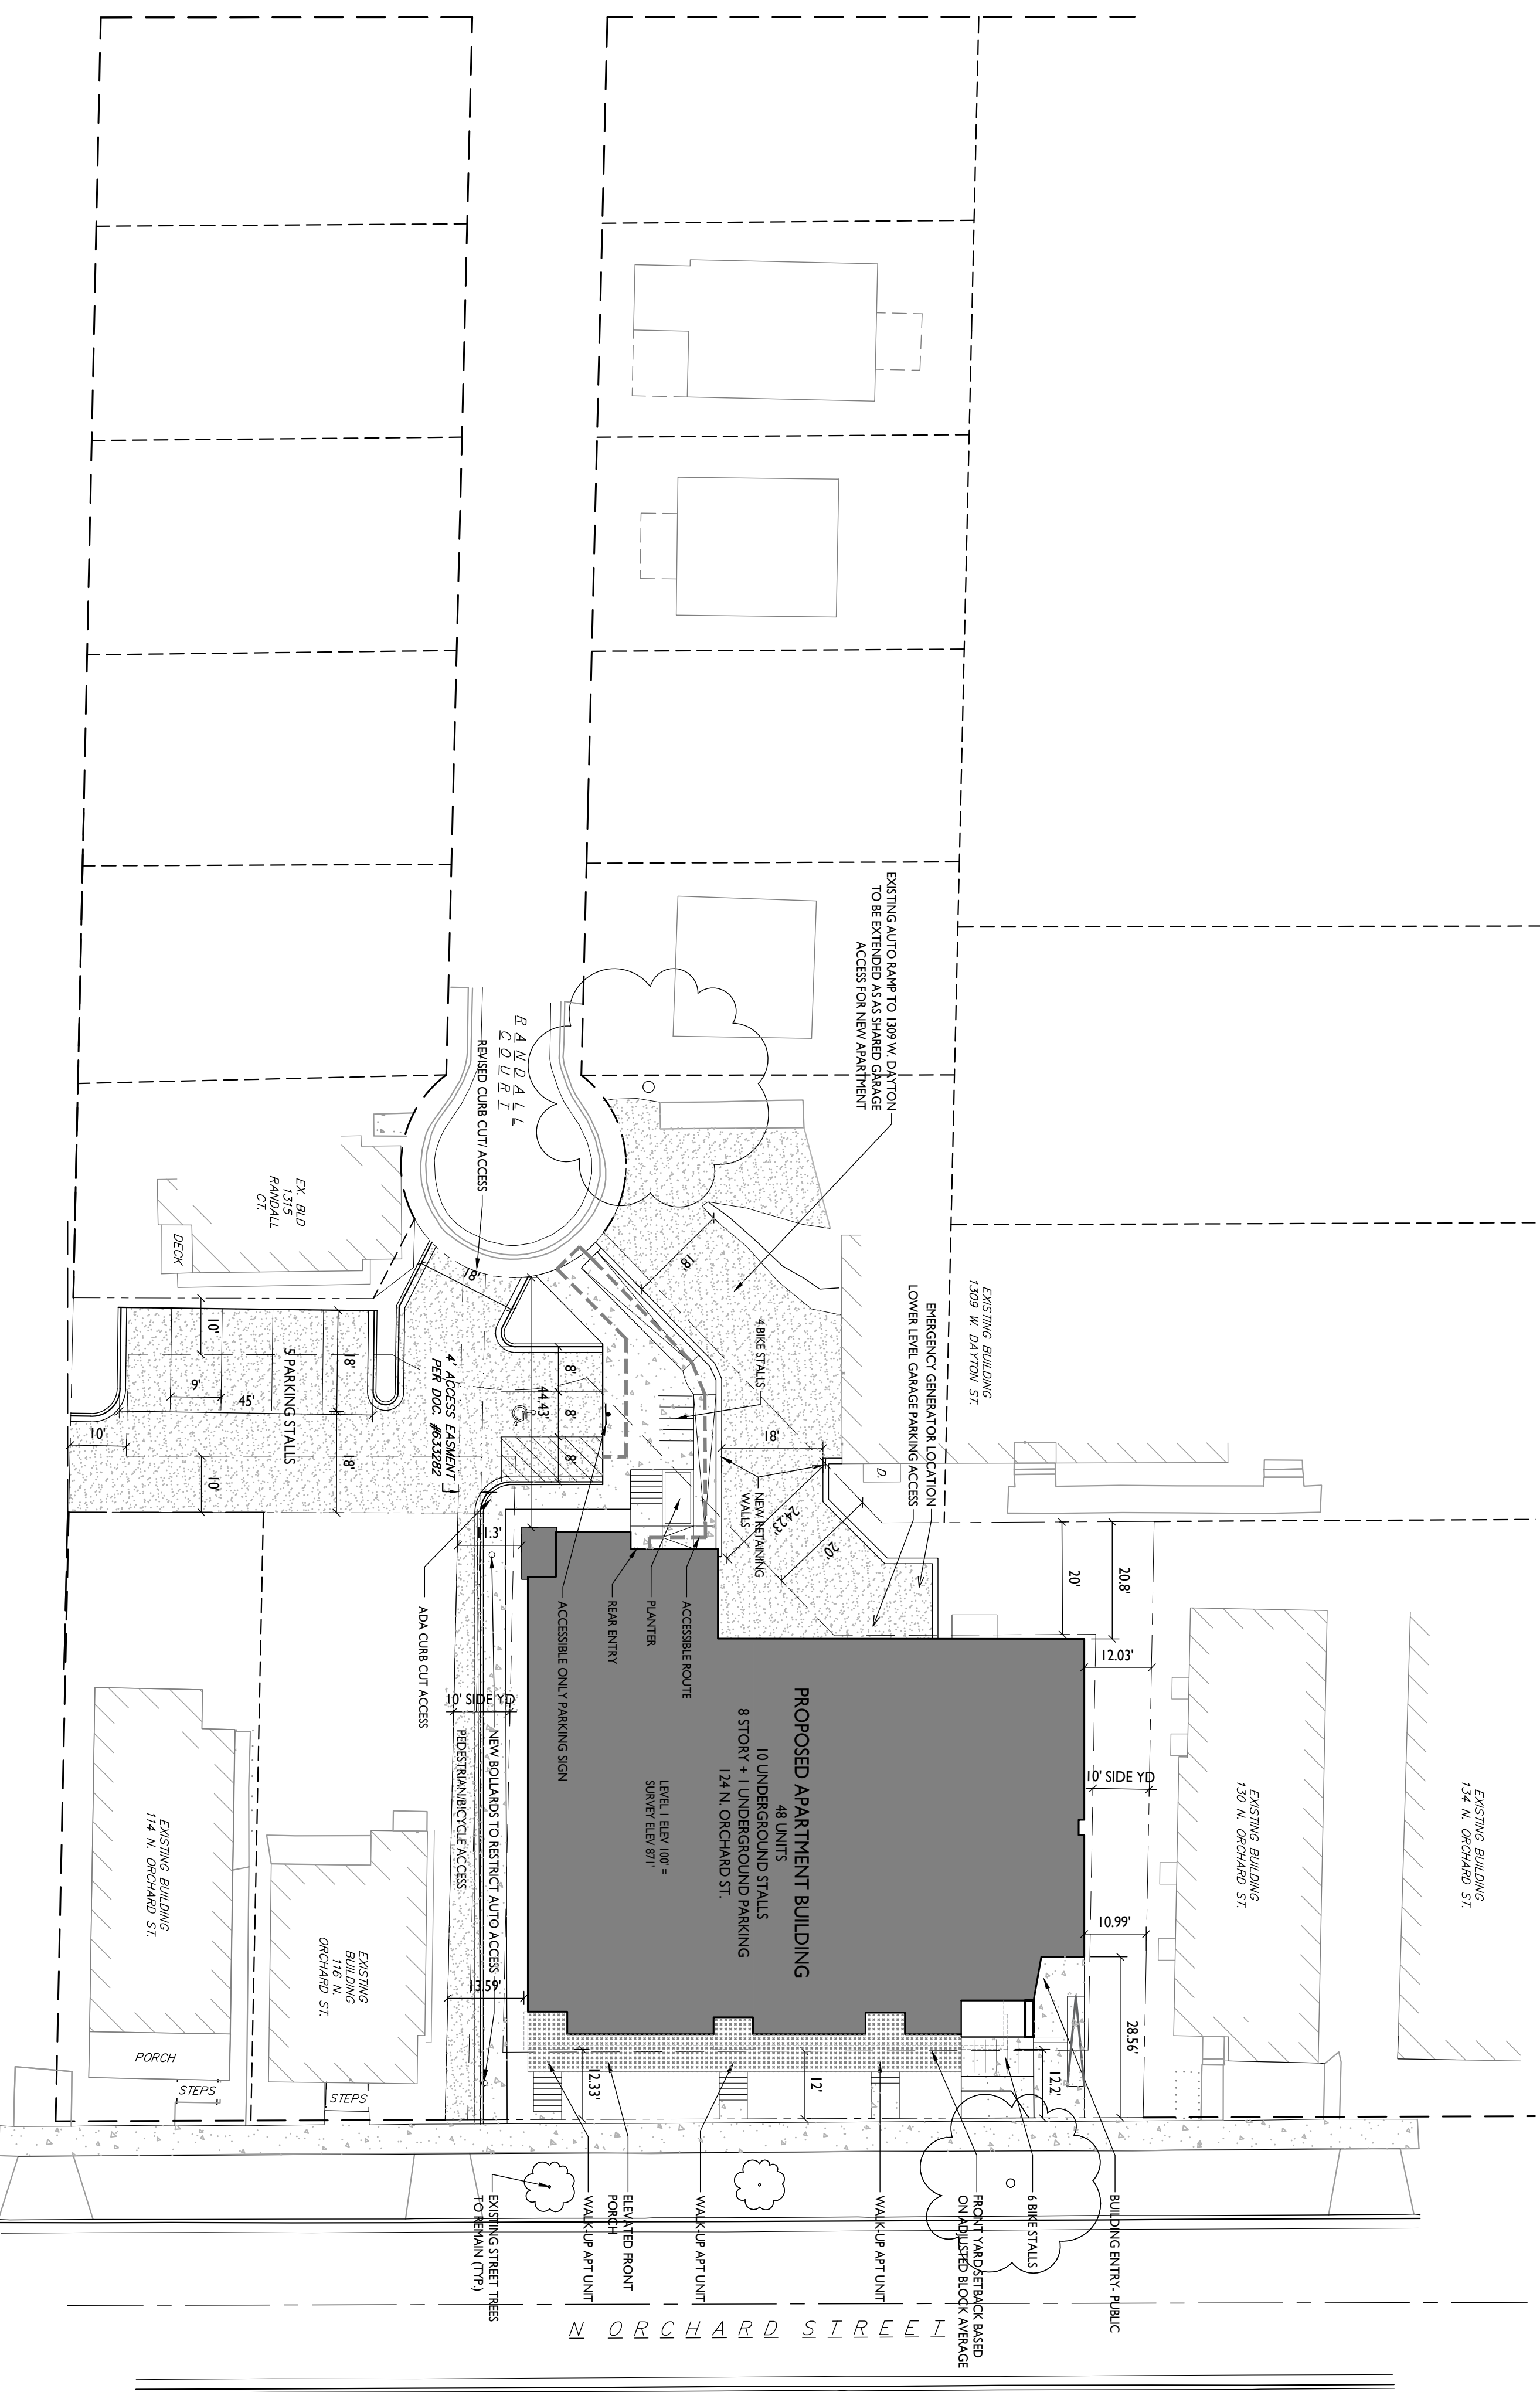 EXISTING AUTO RAMP TO 1309 W. DAYTON
TO BE EXTENDED AS AS SHARED GARAGE
ACCESS FOR NEW APARTMENT
RANDALL
COURT
REVISED CURB CUT/ ACCESS
EX. BLD
1315
RANDALL
CT.
DECK
18'
18'
4 BIKE STALLS
EXISTING BUILDING
1309 W. DAYTON ST.
EMERGENCY GENERATOR LOCATION
LOWER LEVEL GARAGE PARKING ACCESS
10'
18'
9'
45'
5 PARKING STALLS
10'
18'
10'
4' ACCESS EASMENT
PER DOC. #633282
8'
44.43'
8'
8'
18'
D.
NEW RETAINING
WALLS
24.23'
20'
20'
20.8'
11.3'
12.03'
ADA CURB CUT ACCESS
ACCESSIBLE ONLY PARKING SIGN
REAR ENTRY
PLANTER
ACCESSIBLE ROUTE
10' SIDE YD
10' SIDE YD
NEW BOLLARDS TO RESTRICT AUTO ACCESS
PEDESTRIAN/BICYCLE ACCESS
PROPOSED APARTMENT BUILDING
48 UNITS
10 UNDERGROUND STALLS
8 STORY + 1 UNDERGROUND PARKING
124 N. ORCHARD ST.
LEVEL 1 ELEV 100' =
SURVEY ELEV 871'
EXISTING BUILDING
114 N. ORCHARD ST.
EXISTING
BUILDING
116 N.
ORCHARD ST.
EXISTING BUILDING
130 N. ORCHARD ST.
EXISTING BUILDING
134 N. ORCHARD ST.
10.99'
13.59'
28.56'
PORCH
STEPS
STEPS
12.33'
12'
12.2'
EXISTING STREET TREES
TO REMAIN (TYP.)
WALK-UP APT UNIT
ELEVATED FRONT
PORCH
WALK-UP APT UNIT
WALK-UP APT UNIT
FRONT YARD/SETBACK BASED
ON ADJUSTED BLOCK AVERAGE
6 BIKE STALLS
BUILDING ENTRY- PUBLIC
N ORCHARD STREET